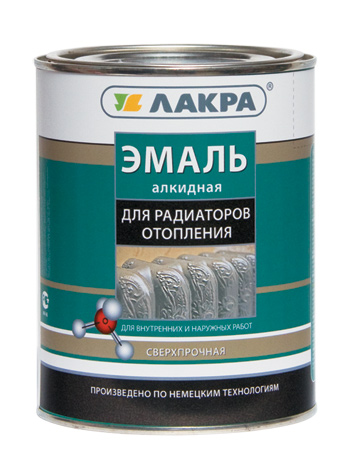 ЛАКРА®
ЭМАЛЬ
алкидная
ДЛЯ РАДИАТОРОВ
ОТОПЛЕНИЯ
ДЛЯ ВНУТРЕННИХ И НАРУЖНЫХ РАБОТ
СВЕРХПРОЧНАЯ
ПРОИЗВЕДЕНО ПО НЕМЕЦКИМ ТЕХНОЛОГИЯМ